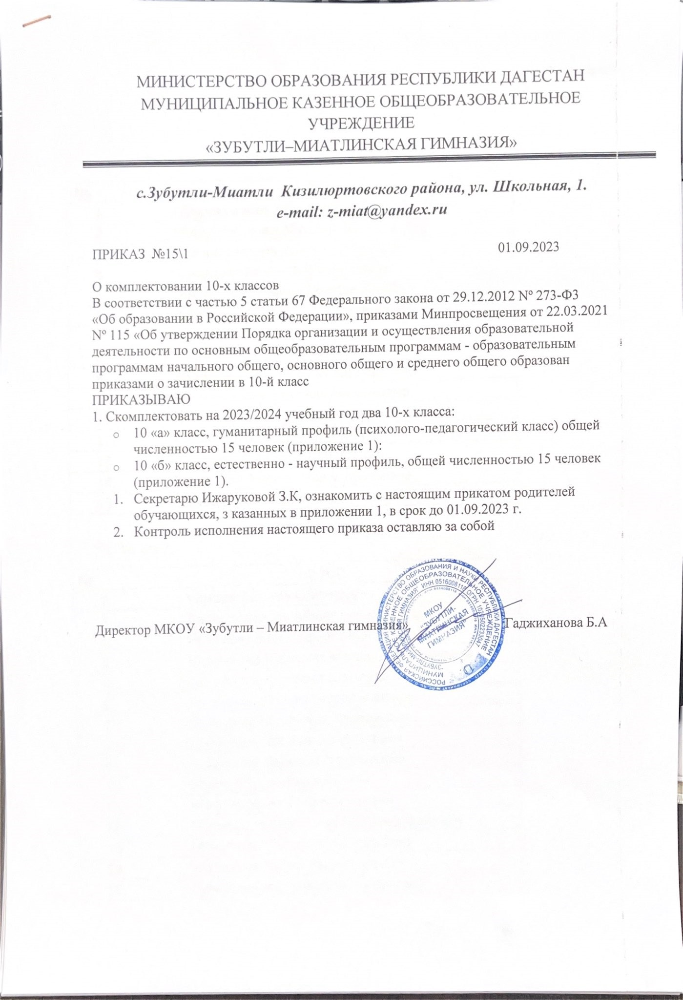 МИНИСТЕРСТВО ОБРАЗОВАНИЯ РЕСПУБЛИКИ ДАГЕСТАН
МУНИЦИПАЛЬНОЕ КАЗЕННОЕ ОБЩЕОБРАЗОВАТЕЛЬНОЕ
УЧРЕЖДЕНИЕ
«ЗУБУТЛИ–МИАТЛИНСКАЯ ГИМНАЗИЯ»
с.Зубутли-Миатли Кизилюртовского района, ул. Школьная, 1.
e-mail: z-miat@yandex.ru
ПРИКАЗ №15\1 01.09.2023
О комплектовании 10-х классов
В соответствии с частью 5 статьи 67 Федерального закона от 29.12.2012 Nº 273-ФЗ
«Об образовании в Российской Федерации», приказами Минпросвещения от 22.03.2021
Nº 115 «Об утверждении Порядка организации и осуществления образовательной
деятельности по основным общеобразовательным программам - образовательным
программам начального общего, основного общего и среднего общего образован
приказами о зачислении в 10-й класс
ПРИКАЗЫВАЮ
1. Скомплектовать на 2023/2024 учебный год два 10-х класса:
o 10 «а» класс, гуманитарный профиль (психолого-педагогический класс) общей
численностью 15 человек (приложение 1):
o 10 «б» класс, естественно - научный профиль, общей численностью 15 человек
(приложение 1).
1. Секретарю Ижаруковой З.К, ознакомить с настоящим прикатом родителей
обучающихся, з казанных в приложении 1, в срок до 01.09.2023 г.
2. Контроль исполнения настоящего приказа оставляю за собой
Директор МКОУ «Зубутли – Миатлинская гимназия» Гаджиханова Б.А
РОССИЙСКАЯ ФЕДЕРАЦИЯ МИНИСТЕРСТВО ОБРАЗОВАНИЯ И НАУКИ РЕСПУБЛИКИ ДАГЕСТАН
МУНИЦИПАЛЬНОЕ КАЗЕННОЕ ОБЩЕОБРАЗОВАТЕЛЬНОЕ УЧРЕЖДЕНИЕ
"ЗУБУТЛИ-МИАТЛИНСКАЯ ГИМНАЗИЯ" ИНН 0516008116 ОГРН 1020502233047
МКОУ
"ЗУБУТЛИ-
МИАТЛИНСКАЯ
ГИМНАЗИЯ"